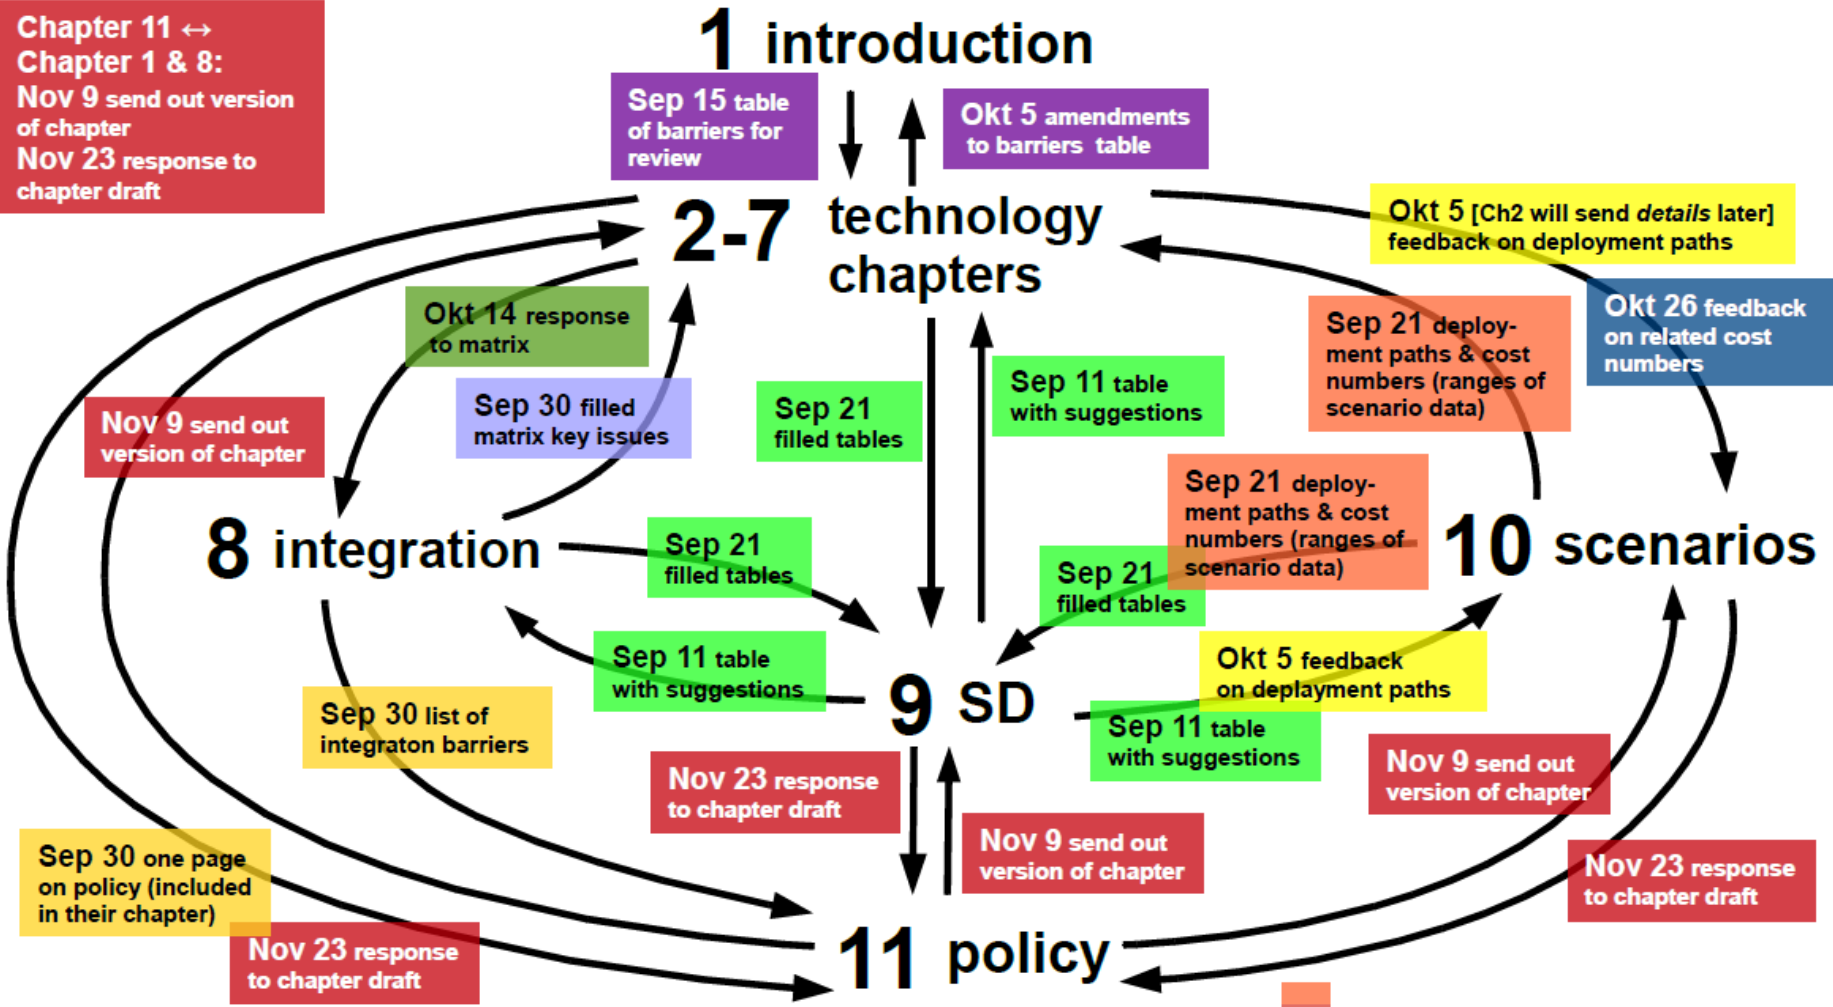 Chapter 11 ↔
Chapter 1 & 8:
Nov 9 send out version
of chapter
Nov 23 response to
chapter draft
1 introduction
Sep 15 table
of barriers for
review
Okt 5 amendments
to barriers table
2-7 technology
chapters
Okt 5 [Ch2 will send details later]
feedback on deployment paths
Okt 26 feedback
on related cost
numbers
Okt 14 response
to matrix
Sep 30 filled
matrix key issues
Sep 21
filled tables
Sep 11 table
with suggestions
Sep 21 deploy-
ment paths & cost
numbers (ranges of
scenario data)
Nov 9 send out
version of chapter
8 integration
Sep 21
filled tables
Sep 21
filled tables
Sep 21 deploy-
ment paths & cost
numbers (ranges of
scenario data)
10 scenarios
Sep 11 table
with suggestions
9 SD
Okt 5 feedback
on deplayment paths
Sep 11 table
with suggestions
Sep 30 list of
integraton barriers
Nov 23 response
to chapter draft
Nov 9 send out
version of chapter
Nov 9 send out
version of chapter
Sep 30 one page
on policy (included
in their chapter)
Nov 23 response
to chapter draft
Nov 23 response
to chapter draft
11 policy